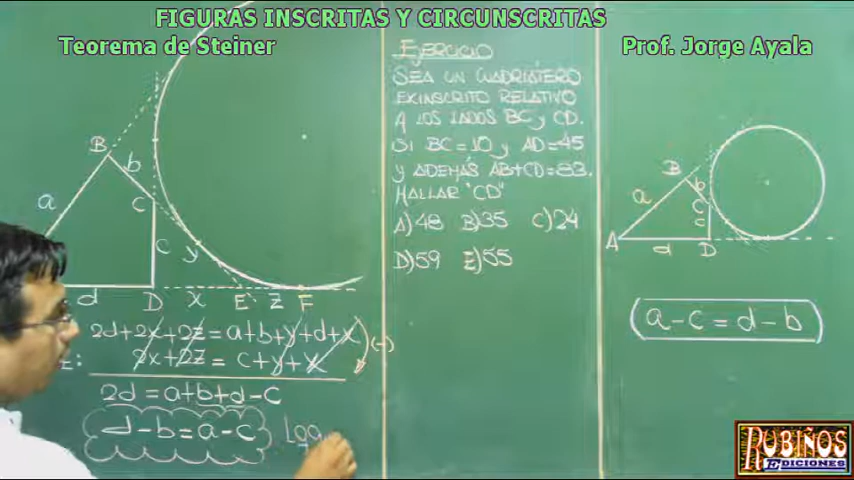 FIGURAS INSCRITAS Y CIRCUNSCRITAS
Teorema de Steiner
Prof. Jorge Ayala
B
b
a
C
c
y
d
D
x
E
z
F
2d+2x+2z=a+b+y+d+x
2x+2z=c+y+x
(-)
2d=a+b+d-c
d-b=a-c
Lqq
EJERCICIO
SEA UN CUADRILÁTERO
EXINSCRITO RELATIVO
A LOS LADOS BC y CD.
SI BC=10 y AD=45
y ADEMÁS AB+CD=83.
HALLAR "CD"
A)48 B)35 C)24
D)59 E)55
B
a
b
C
c
A
d
D
a-c=d-b
RUBIÑOS
EDICIONES